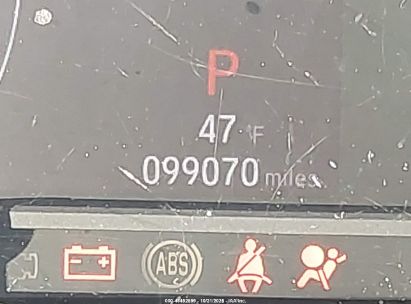 P
47 °F
099070 miles
- + ABS